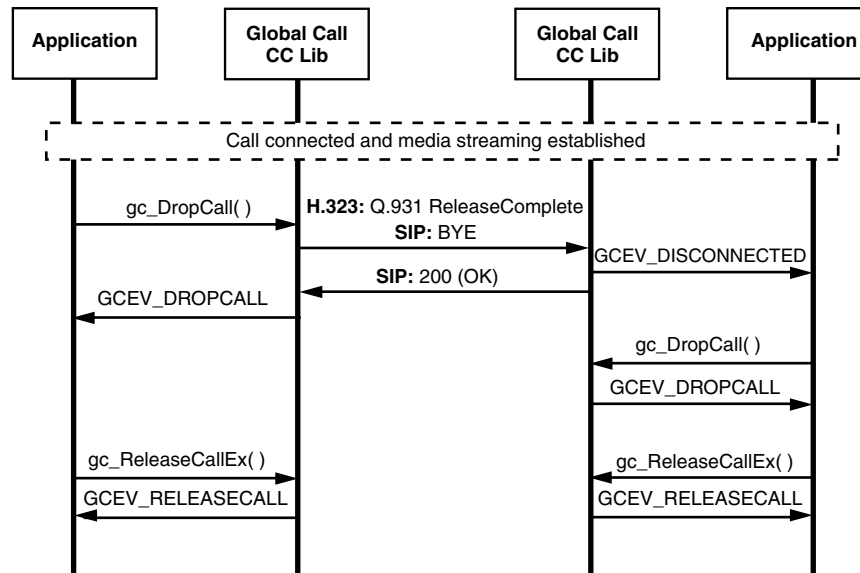 Application
Global Call
CC Lib
Global Call
CC Lib
Application
Call connected and media streaming established
gc_DropCall( )
H.323: Q.931 ReleaseComplete
SIP: BYE
GCEV_DISCONNECTED
SIP: 200 (OK)
GCEV_DROPCALL
gc_DropCall( )
GCEV_DROPCALL
gc_ReleaseCallEx( )
gc_ReleaseCallEx( )
GCEV_RELEASECALL
GCEV_RELEASECALL